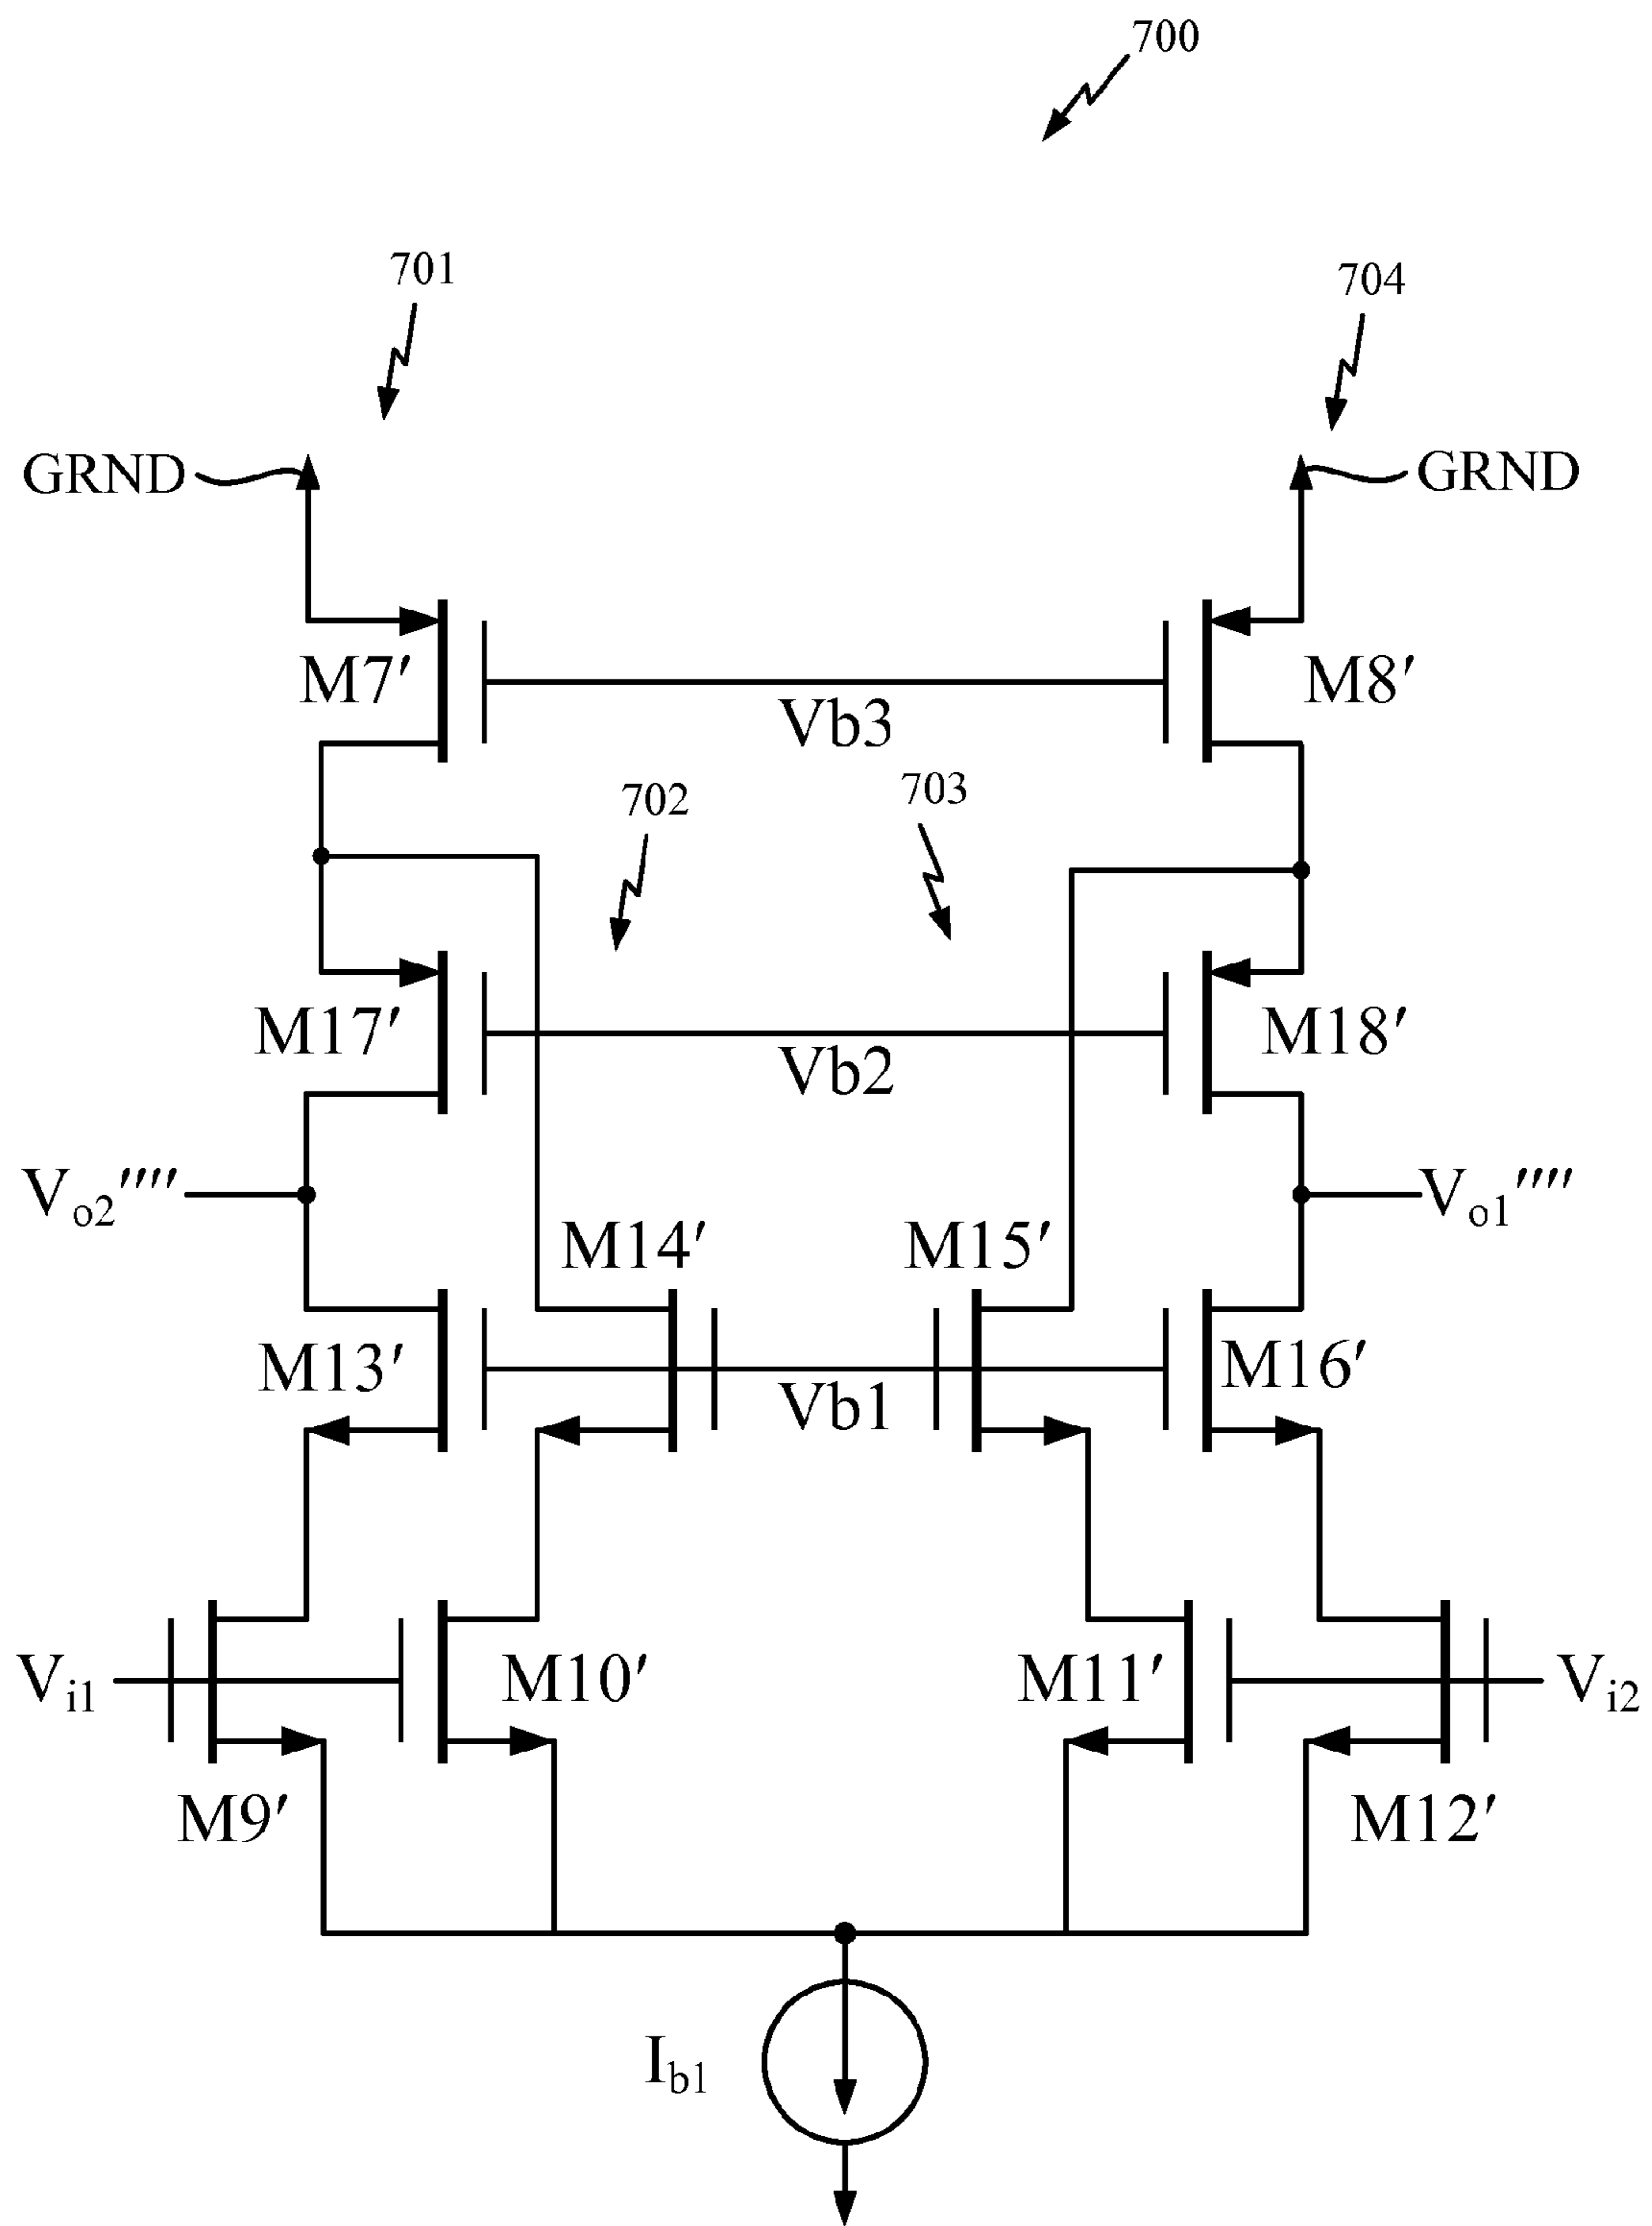 700
701
704
GRND
GRND
M7′
M8′
Vb3
702
703
M17′
M18′
Vb2
Vo2′′′′
Vo1′′′′
M14′
M15′
M13′
M16′
Vb1
Vi1
M10′
M11′
Vi2
M9′
M12′
Ib1